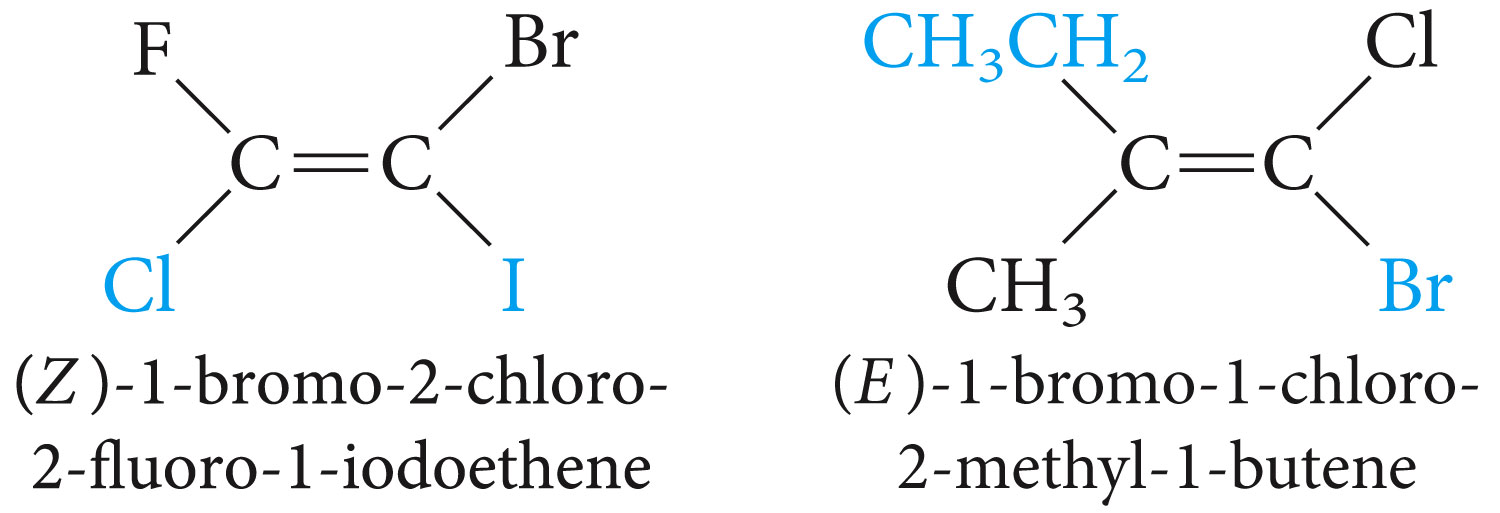 F Br
C=C
Cl I
(Z)-1-bromo-2-chloro-
2-fluoro-1-iodoethene
CH₃CH₂ Cl
C=C
CH₃ Br
(E)-1-bromo-1-chloro-
2-methyl-1-butene